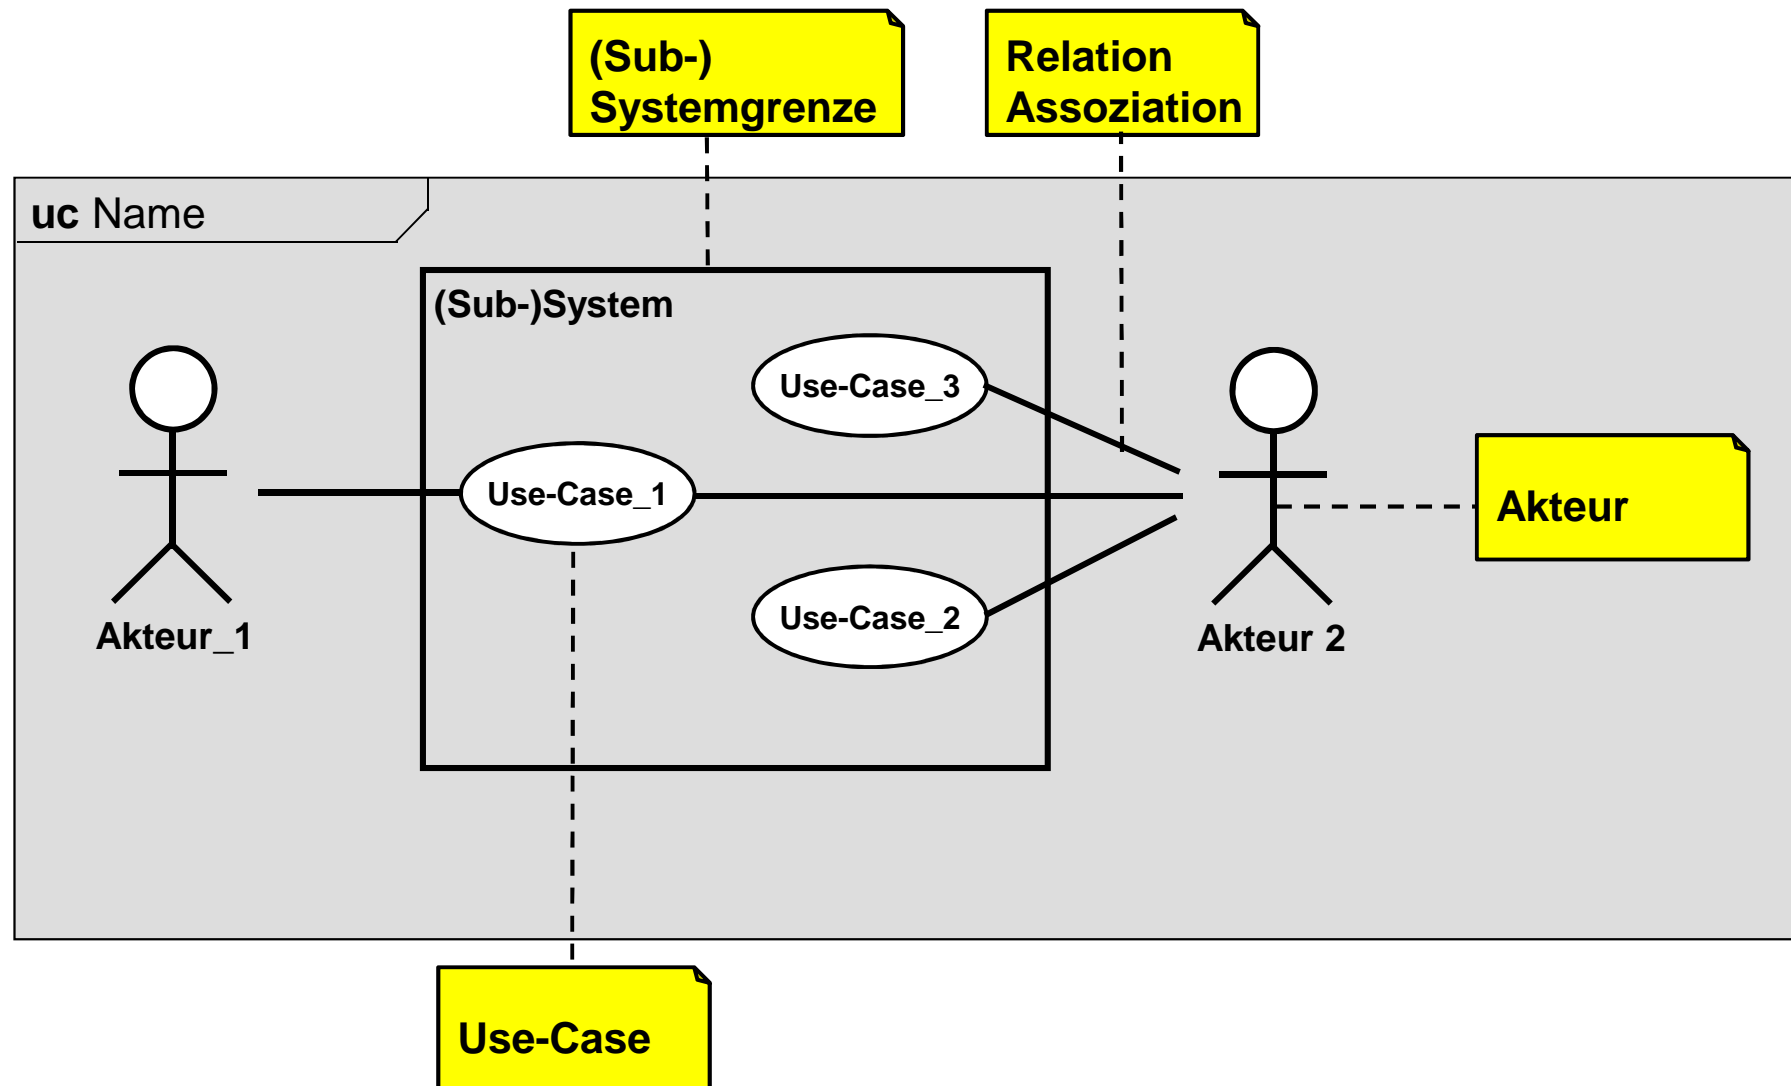 (Sub-)
Systemgrenze
Relation
Assoziation
uc Name
(Sub-)System
Use-Case_3
Use-Case_1
Akteur
Use-Case_2
Akteur_1
Akteur 2
Use-Case